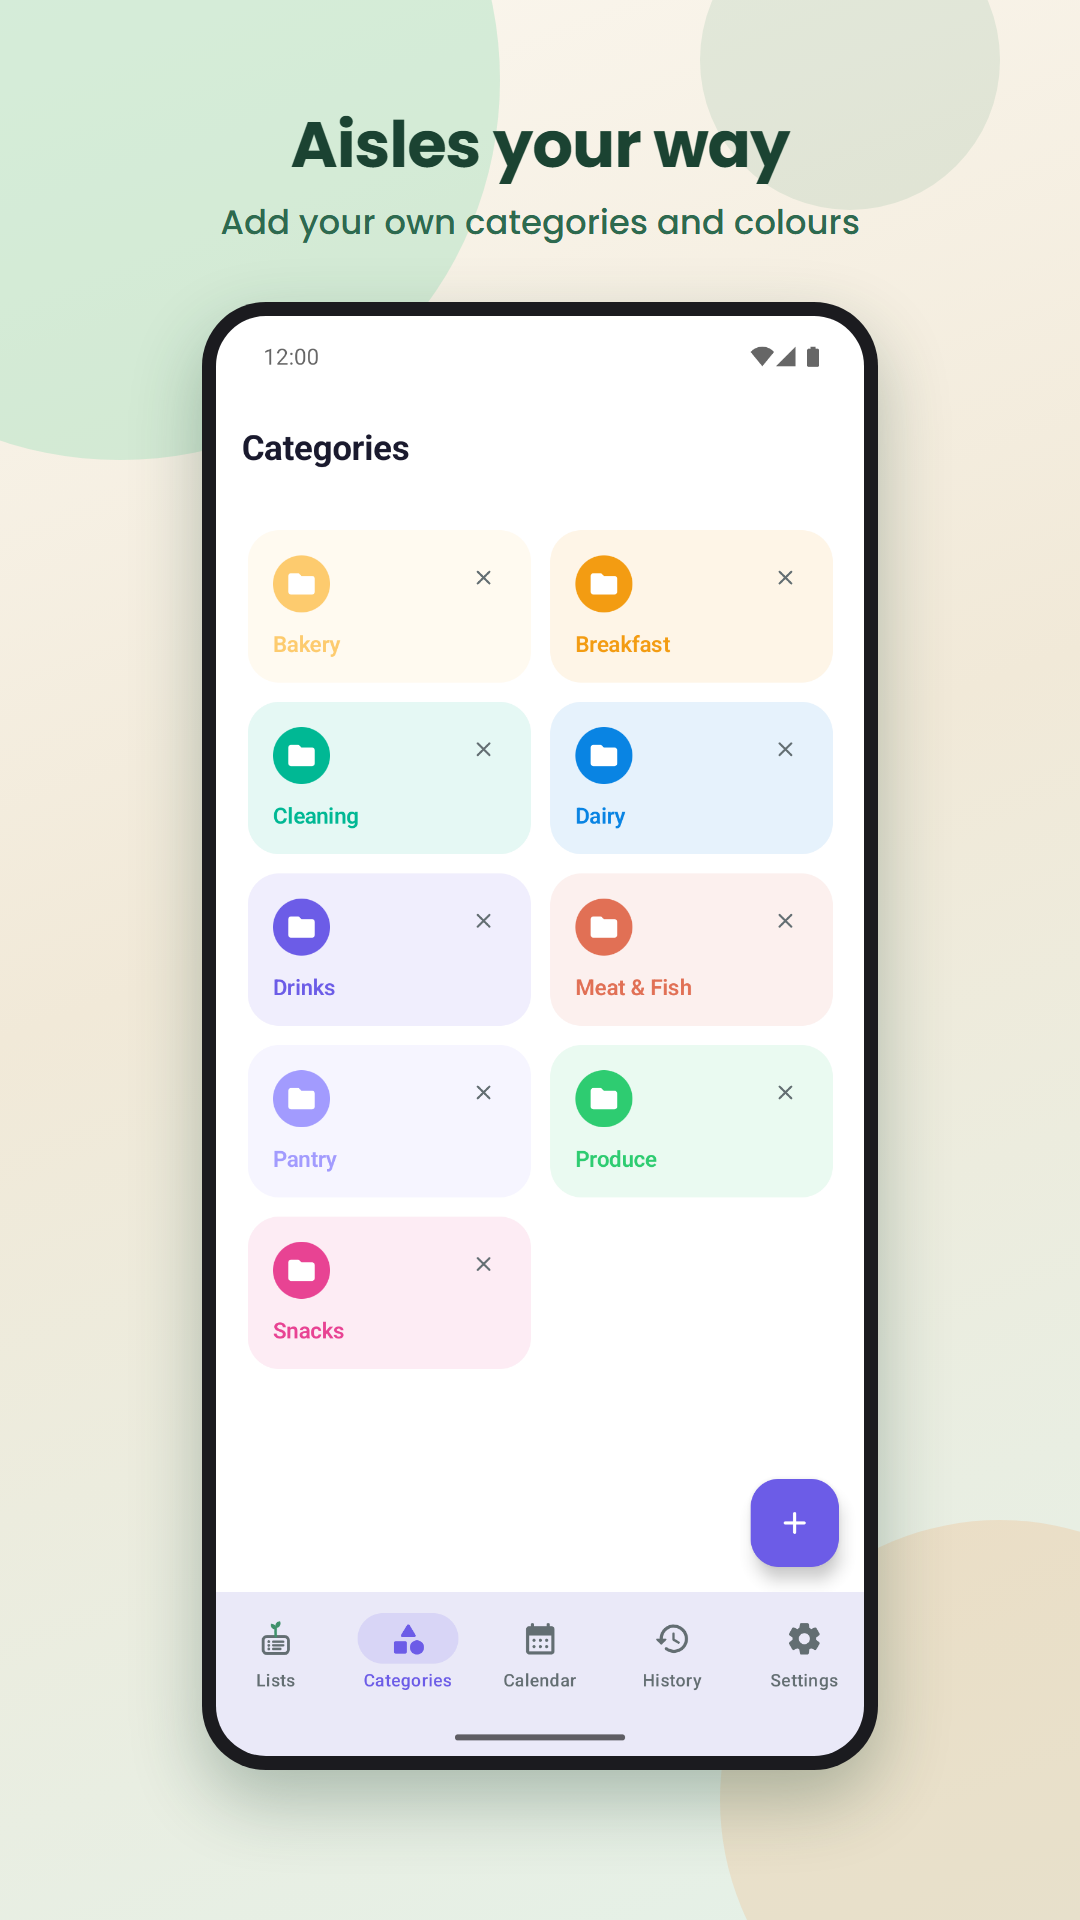 Aisles your way
Add your own categories and colours
12:00
Categories
Bakery
Breakfast
Cleaning
Dairy
Drinks
Meat & Fish
Pantry
Produce
Snacks
Lists
Categories
Calendar
History
Settings